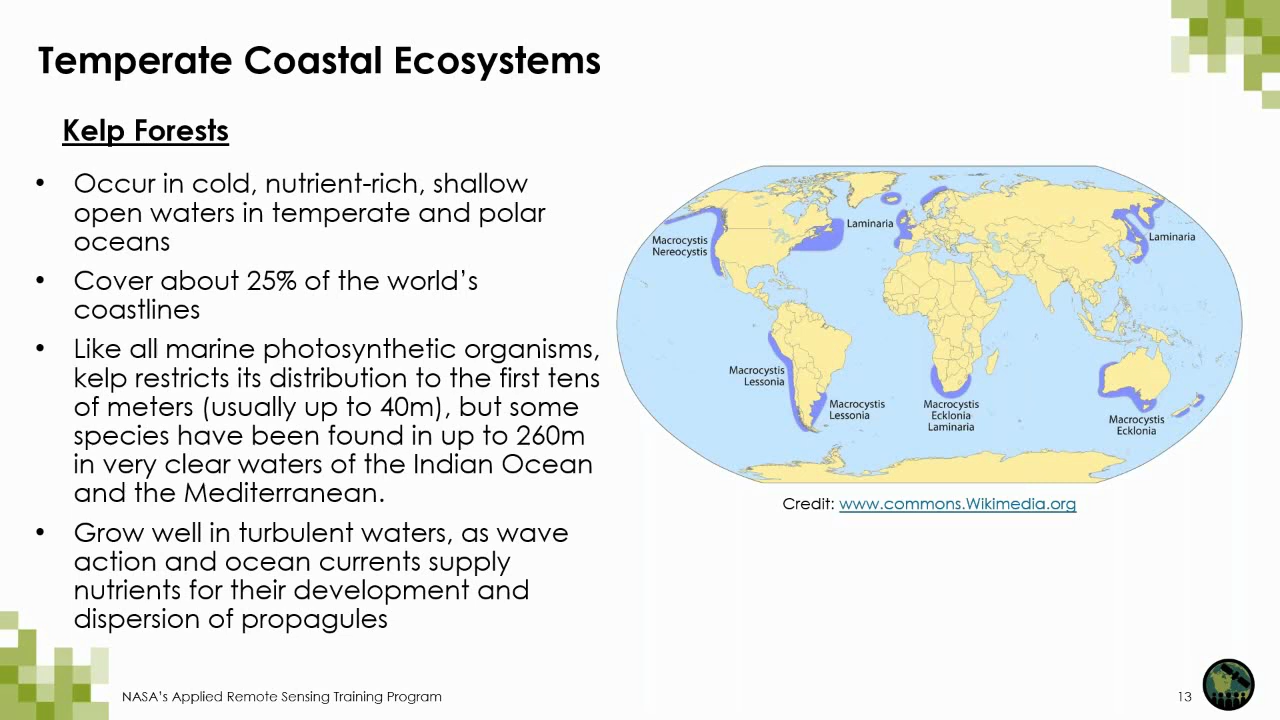 Temperate Coastal Ecosystems
Kelp Forests
• Occur in cold, nutrient-rich, shallow
open waters in temperate and polar
oceans
• Cover about 25% of the world's
coastlines
• Like all marine photosynthetic organisms,
kelp restricts its distribution to the first tens
of meters (usually up to 40m), but some
species have been found in up to 260m
in very clear waters of the Indian Ocean
and the Mediterranean.
• Grow well in turbulent waters, as wave
action and ocean currents supply
nutrients for their development and
dispersion of propagules
Macrocystis
Nereocystis
Laminaria
Laminaria
Macrocystis
Lessonia
Macrocystis
Lessonia
Macrocystis
Ecklonia
Laminaria
Macrocystis
Ecklonia
Credit: www.commons.Wikimedia.org
NASA's Applied Remote Sensing Training Program
13